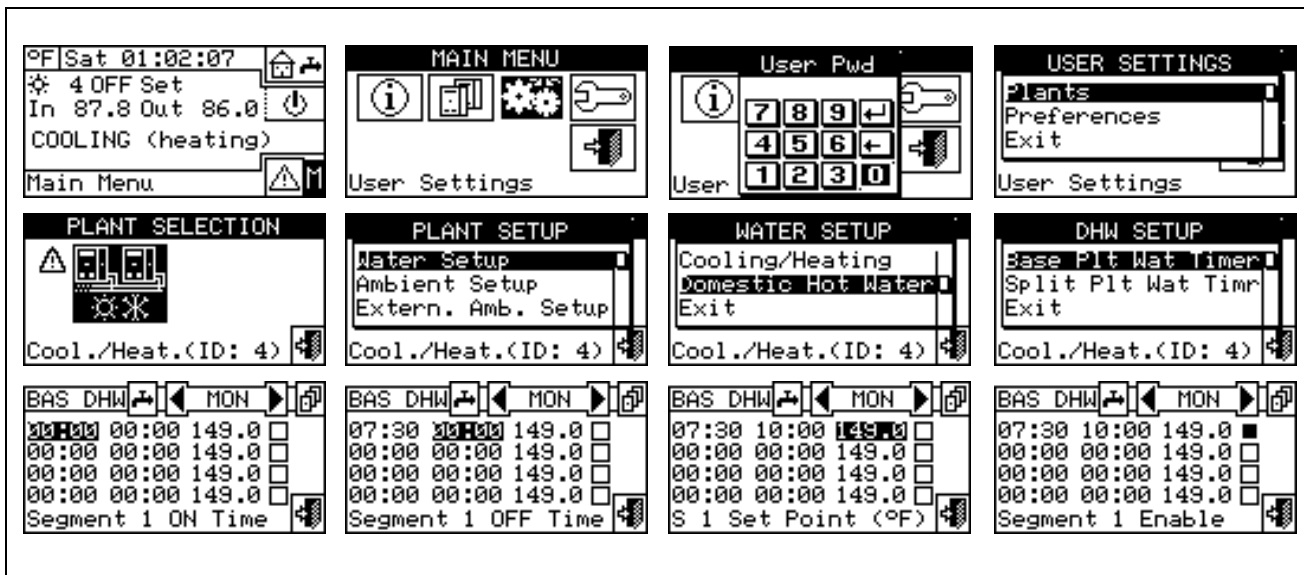 ºF Sat 01:02:07
4 OFF Set
In 87.8 Out 86.0
COOLING (heating)
Main Menu
M
MAIN MENU
User Settings
User Pwd
7 8 9
4 5 6
1 2 3 0
User
USER SETTINGS
Plants
Preferences
Exit
User Settings
PLANT SELECTION
Cool./Heat.(ID: 4)
PLANT SETUP
Water Setup
Ambient Setup
Extern. Amb. Setup
Cool./Heat.(ID: 4)
WATER SETUP
Cooling/Heating
Domestic Hot Water
Exit
Cool./Heat.(ID: 4)
DHW SETUP
Base Plt Wat Timer
Split Plt Wat Timr
Exit
Cool./Heat.(ID: 4)
BAS DHW MON
00:00 00:00 149.0
00:00 00:00 149.0
00:00 00:00 149.0
00:00 00:00 149.0
Segment 1 ON Time
BAS DHW MON
07:30 00:00 149.0
00:00 00:00 149.0
00:00 00:00 149.0
00:00 00:00 149.0
Segment 1 OFF Time
BAS DHW MON
07:30 10:00 149.0
00:00 00:00 149.0
00:00 00:00 149.0
00:00 00:00 149.0
S 1 Set Point (ºF)
BAS DHW MON
07:30 10:00 149.0
00:00 00:00 149.0
00:00 00:00 149.0
00:00 00:00 149.0
Segment 1 Enable